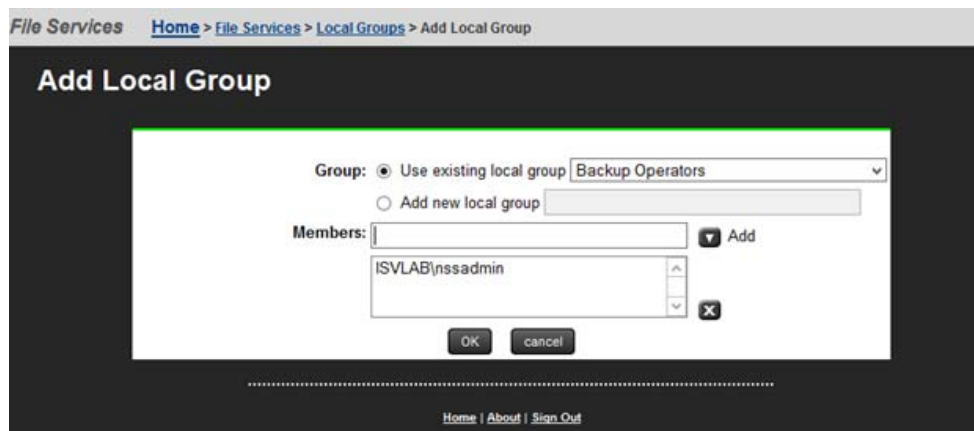 File Services Home > File Services > Local Groups > Add Local Group
Add Local Group
Group: Use existing local group Backup Operators
Add new local group
Members: Add
ISVLAB\nssadmin
OK cancel
Home | About | Sign Out